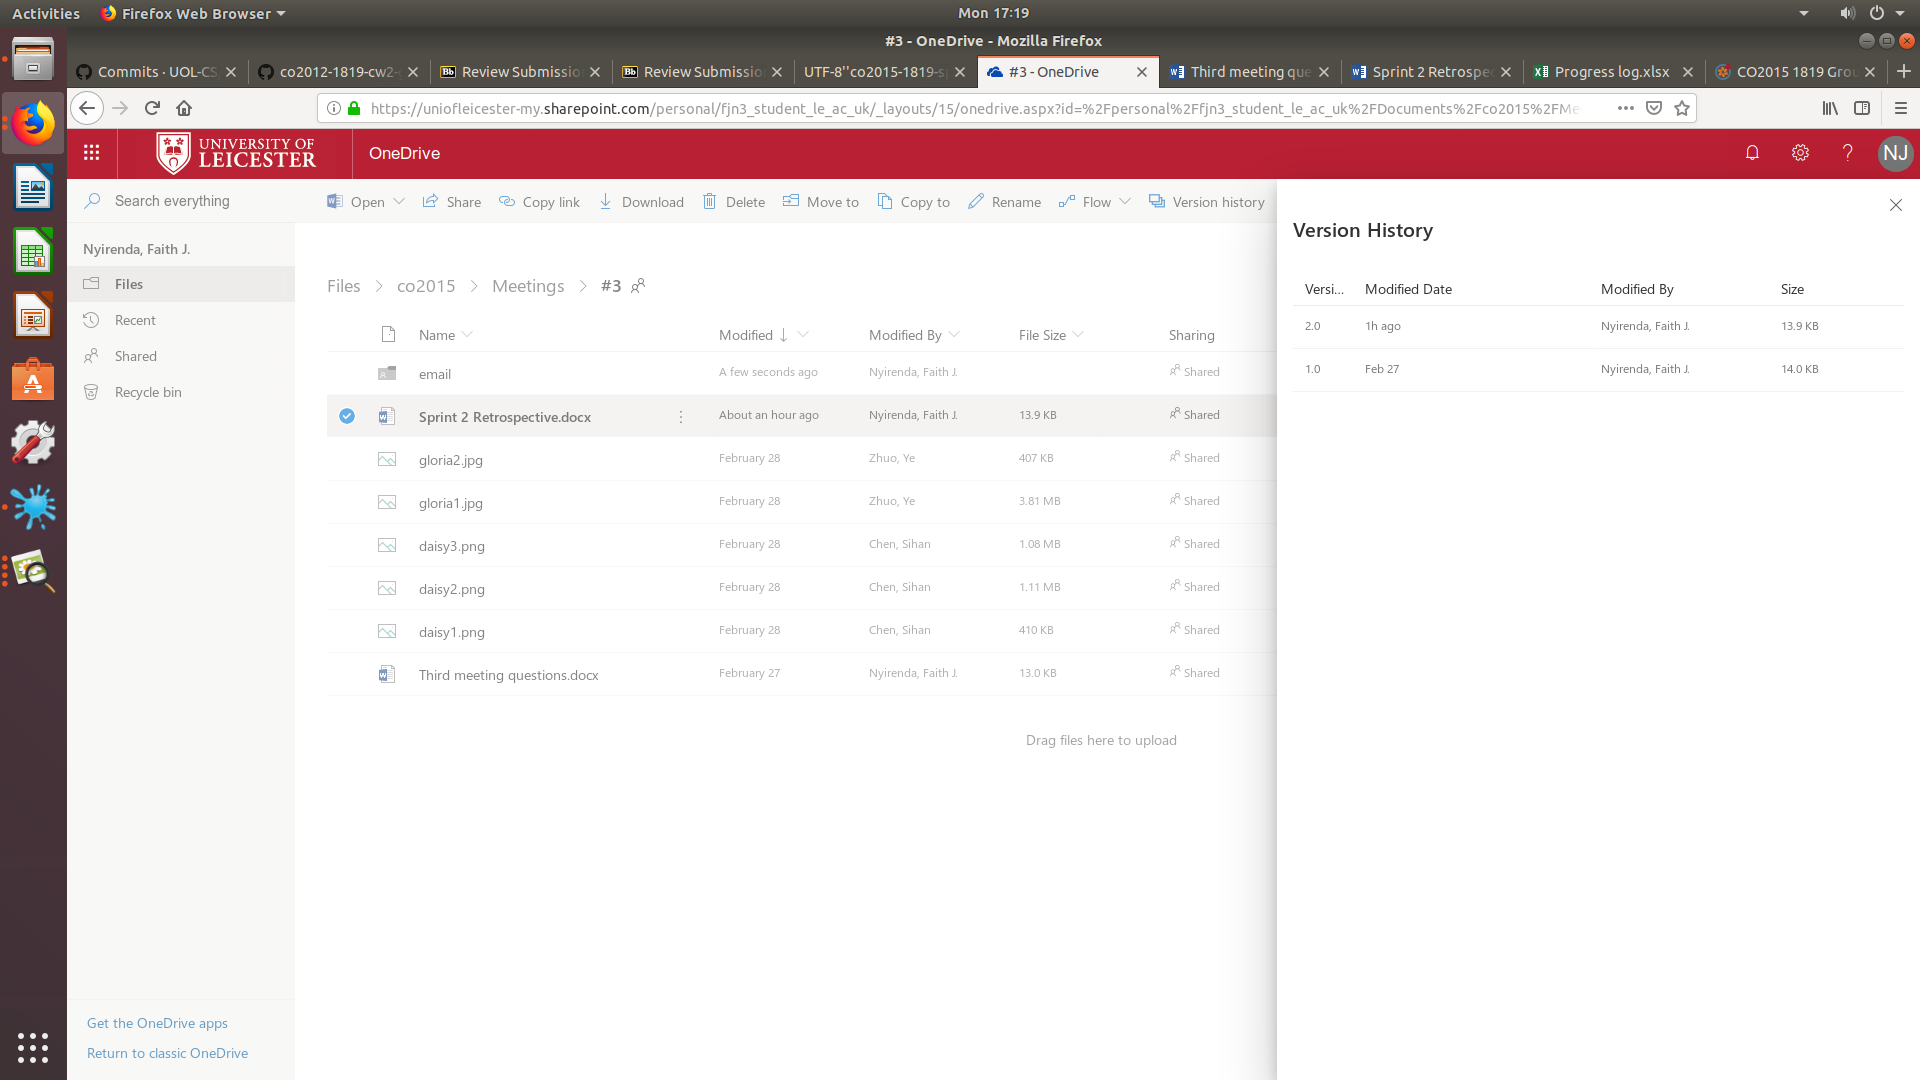 Activities Firefox Web Browser Mon 17:19
#3 - OneDrive - Mozilla Firefox
Commits · UOL-CS co2012-1819-cw2- Bb Review Submissio Bb Review Submissio UTF-8''co2015-1819-s #3 - OneDrive Third meeting que Sprint 2 Retrospec Progress log.xlsx CO2015 1819 Grou
https://uniofleicester-my.sharepoint.com/personal/fjn3_student_le_ac_uk/_layouts/15/onedrive.aspx?id=%2Fpersonal%2Ffjn3_student_le_ac_uk%2FDocuments%2Fco2015%2FMe
UNIVERSITY OF
LEICESTER
OneDrive
NJ
Search everything
Open Share Copy link Download Delete Move to Copy to Rename Flow Version history
Nyirenda, Faith J.
Files
Recent
Shared
Recycle bin
Files > co2015 > Meetings > #3
Name Modified Modified By File Size Sharing
email A few seconds ago Nyirenda, Faith J. Shared
Sprint 2 Retrospective.docx About an hour ago Nyirenda, Faith J. 13.9 KB Shared
gloria2.jpg February 28 Zhuo, Ye 407 KB Shared
gloria1.jpg February 28 Zhuo, Ye 3.81 MB Shared
daisy3.png February 28 Chen, Sihan 1.08 MB Shared
daisy2.png February 28 Chen, Sihan 1.11 MB Shared
daisy1.png February 28 Chen, Sihan 410 KB Shared
Third meeting questions.docx February 27 Nyirenda, Faith J. 13.0 KB Shared
Drag files here to upload
Get the OneDrive apps
Return to classic OneDrive
Version History
Versi... Modified Date Modified By Size
2.0 1h ago Nyirenda, Faith J. 13.9 KB
1.0 Feb 27 Nyirenda, Faith J. 14.0 KB